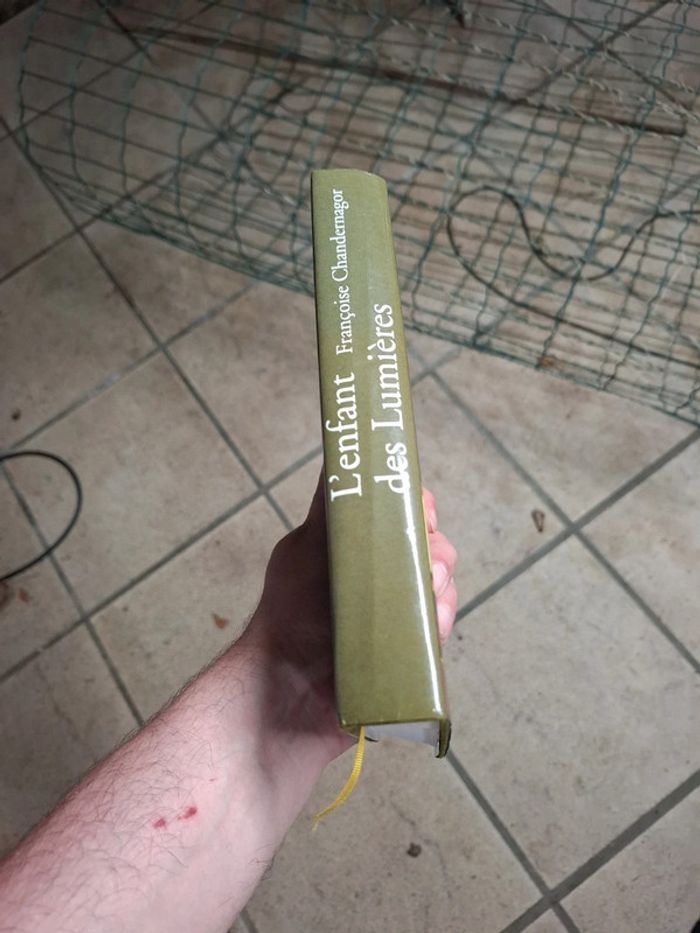 L'enfant
des Lumières
Françoise Chandernagor